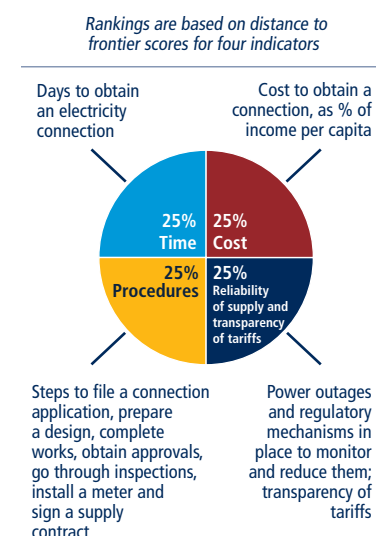 Rankings are based on distance to
frontier scores for four indicators
Days to obtain
an electricity
connection
Cost to obtain a
connection, as % of
income per capita
25%
Time
25%
Cost
25%
Procedures
25%
Reliability
of supply and
transparency
of tariffs
Steps to file a connection
application, prepare
a design, complete
works, obtain approvals,
go through inspections,
install a meter and
sign a supply
contract
Power outages
and regulatory
mechanisms in
place to monitor
and reduce them;
transparency of
tariffs